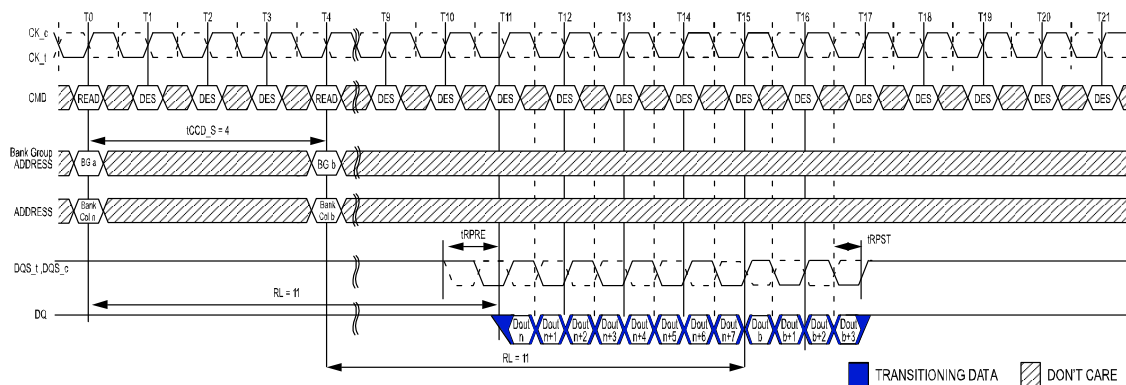 T0 T1 T2 T3 T4 T9 T10 T11 T12 T13 T14 T15 T16 T17 T18 T19 T20 T21
CK_c
CK_t
CMD READ DES DES DES READ DES DES DES DES DES DES DES DES DES DES DES DES DES
tCCD_S = 4
Bank Group
ADDRESS BG a BG b
ADDRESS Bank Col n Bank Col b
tRPRE tRPST
DQS_t ,DQS_c
RL = 11
DQ Dout n Dout n+1 Dout n+2 Dout n+3 Dout n+4 Dout n+5 Dout n+6 Dout n+7 Dout b Dout b+1 Dout b+2 Dout b+3
RL = 11
TRANSITIONING DATA DON'T CARE